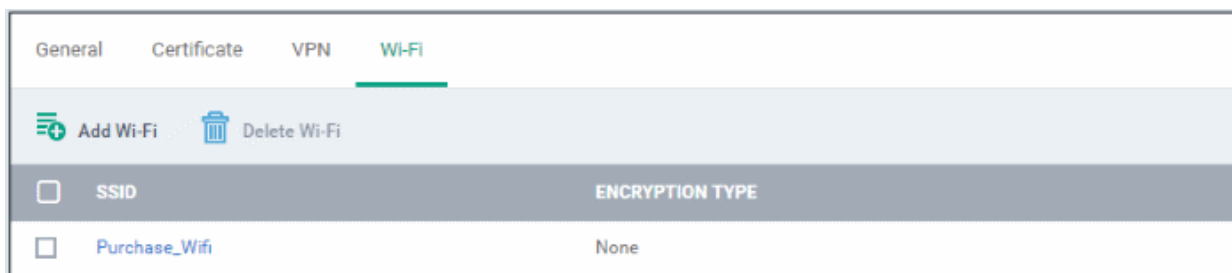 General Certificate VPN Wi-Fi
Add Wi-Fi Delete Wi-Fi
SSID ENCRYPTION TYPE
Purchase_Wifi None